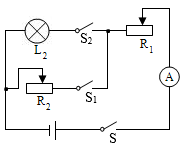 L₂ S₂ R₁
A
R₂ S₁
S